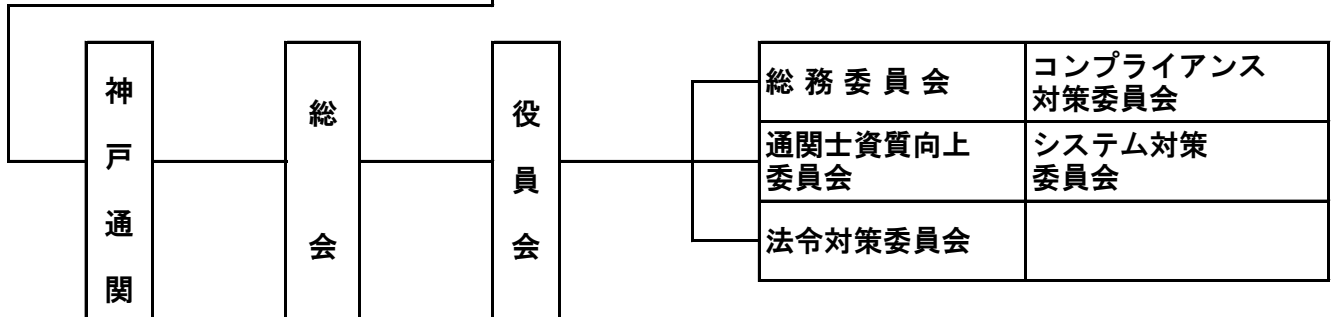 神戸通関
総会
役員会
総務委員会
コンプライアンス
対策委員会
通関士資質向上
委員会
システム対策
委員会
法令対策委員会